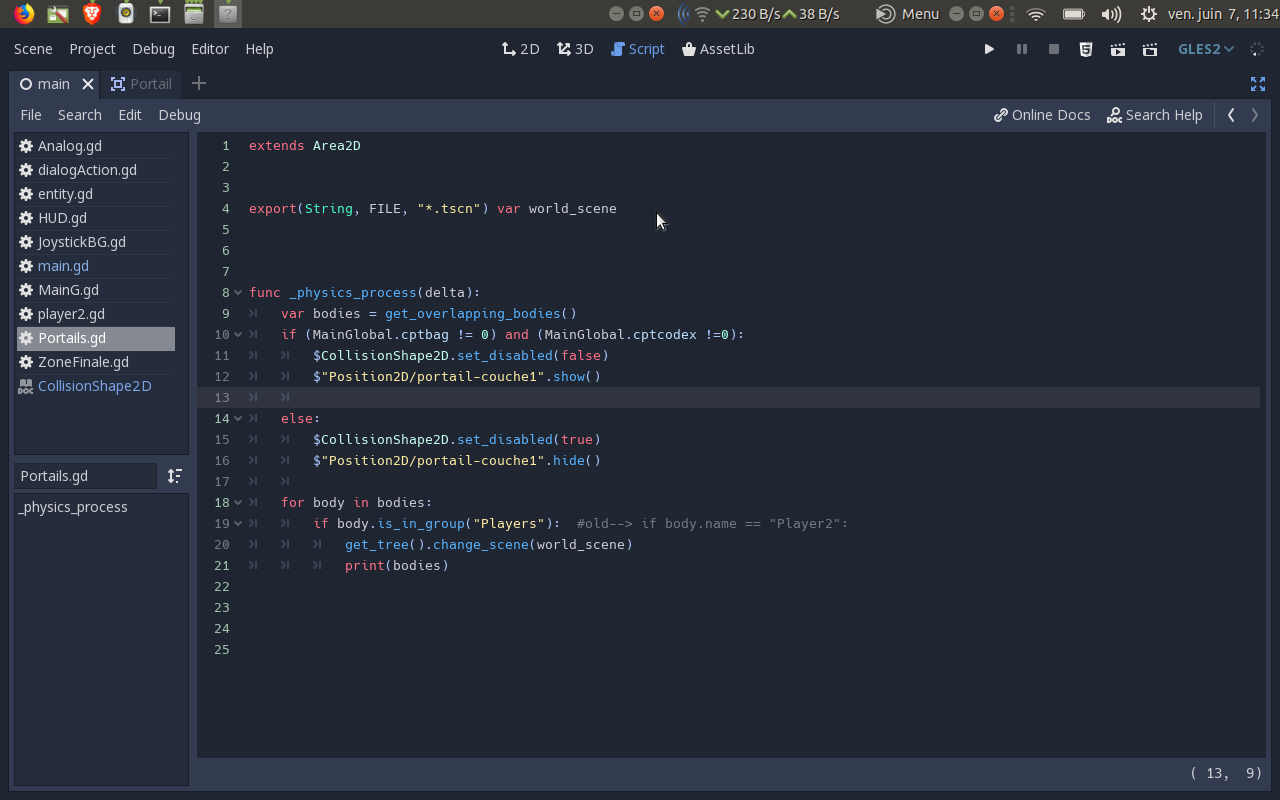 230 B/s 38 B/s Menu ven. juin 7, 11:34
Scene Project Debug Editor Help 2D 3D Script AssetLib GLES2
main Portail
File Search Edit Debug Online Docs Search Help
Analog.gd
dialogAction.gd
entity.gd
HUD.gd
JoystickBG.gd
main.gd
MainG.gd
player2.gd
Portails.gd
ZoneFinale.gd
DOC CollisionShape2D
Portails.gd
_physics_process
1 extends Area2D
2
3
4 export(String, FILE, "*.tscn") var world_scene
5
6
7
8 func _physics_process(delta):
9 var bodies = get_overlapping_bodies()
10 if (MainGlobal.cptbag != 0) and (MainGlobal.cptcodex !=0):
11 $CollisionShape2D.set_disabled(false)
12 $"Position2D/portail-couche1".show()
13
14 else:
15 $CollisionShape2D.set_disabled(true)
16 $"Position2D/portail-couche1".hide()
17
18 for body in bodies:
19 if body.is_in_group("Players"): #old--> if body.name == "Player2":
20 get_tree().change_scene(world_scene)
21 print(bodies)
22
23
24
25
( 13, 9)